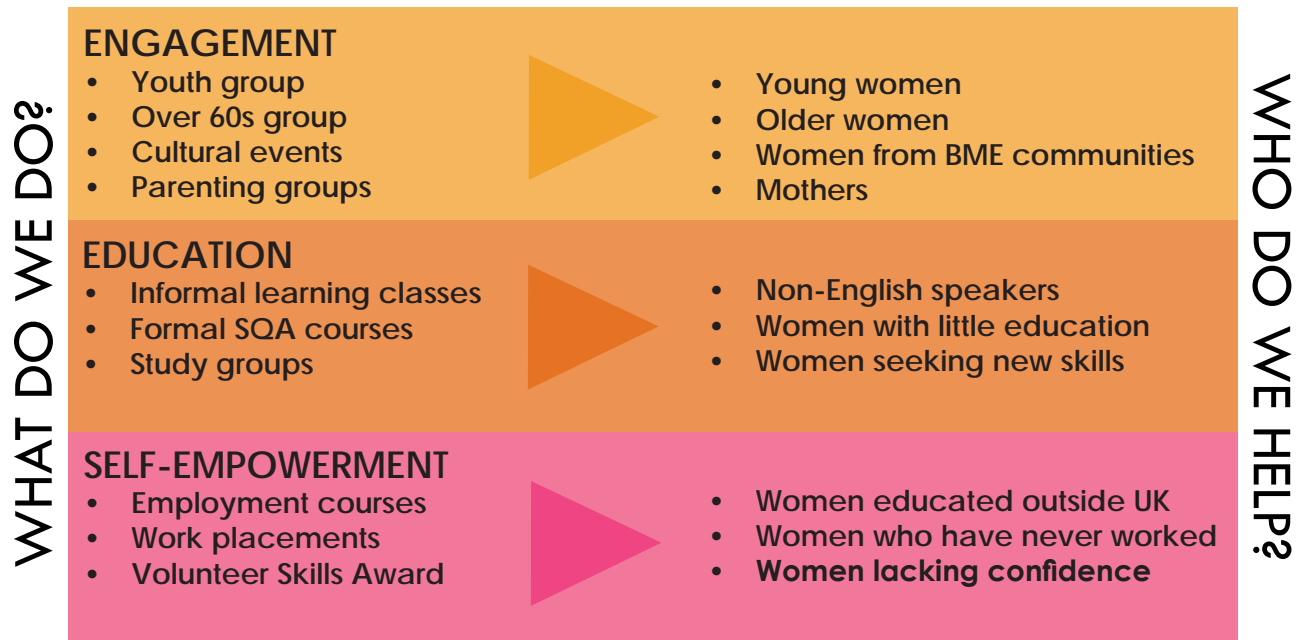 WHAT DO WE DO?
ENGAGEMENT
• Youth group
• Over 60s group
• Cultural events
• Parenting groups
• Young women
• Older women
• Women from BME communities
• Mothers
EDUCATION
• Informal learning classes
• Formal SQA courses
• Study groups
• Non-English speakers
• Women with little education
• Women seeking new skills
SELF-EMPOWERMENT
• Employment courses
• Work placements
• Volunteer Skills Award
• Women educated outside UK
• Women who have never worked
• Women lacking confidence
WHO DO WE HELP?